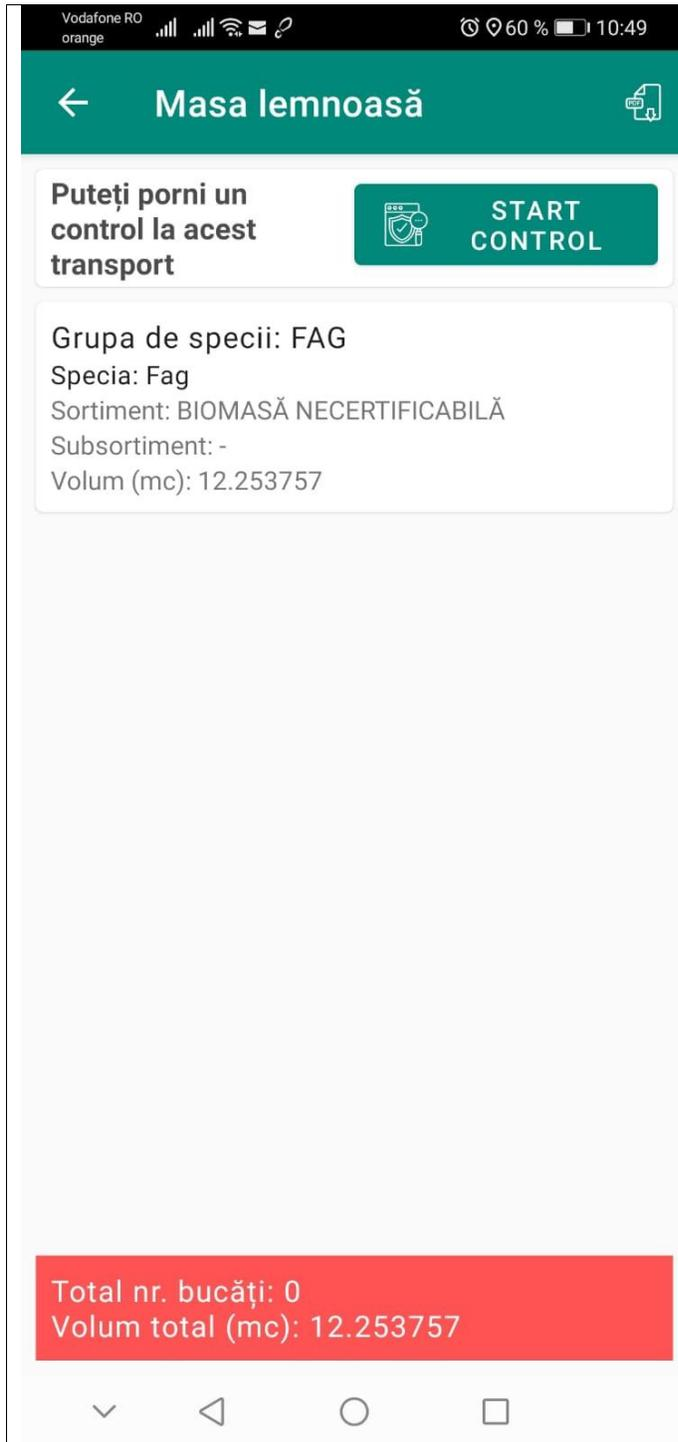 Vodafone RO
orange
60 % 10:49
Masa lemnoasă
PDF
Puteți porni un
control la acest
transport
START
CONTROL
Grupa de specii: FAG
Specia: Fag
Sortiment: BIOMASĂ NECERTIFICABILĂ
Subsortiment: -
Volum (mc): 12.253757
Total nr. bucăți: 0
Volum total (mc): 12.253757